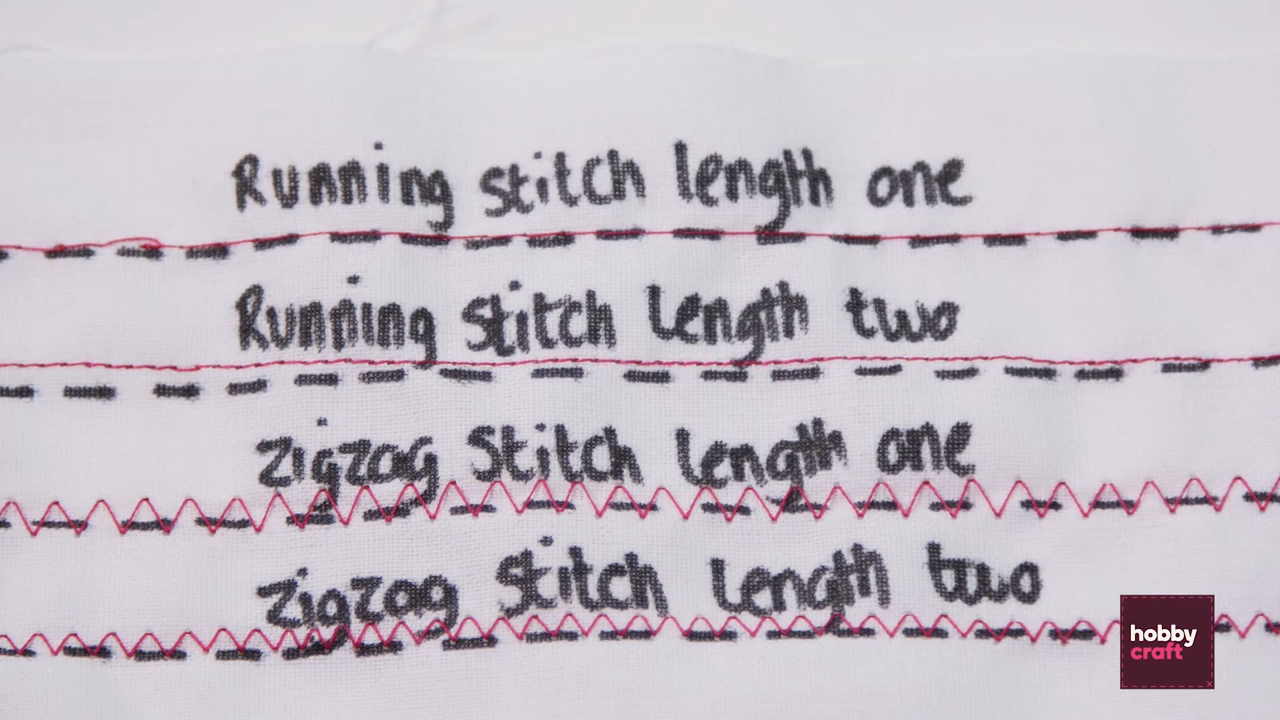 Running stitch length one
Running stitch length two
zigzag stitch length one
zigzag stitch length two
hobby
craft